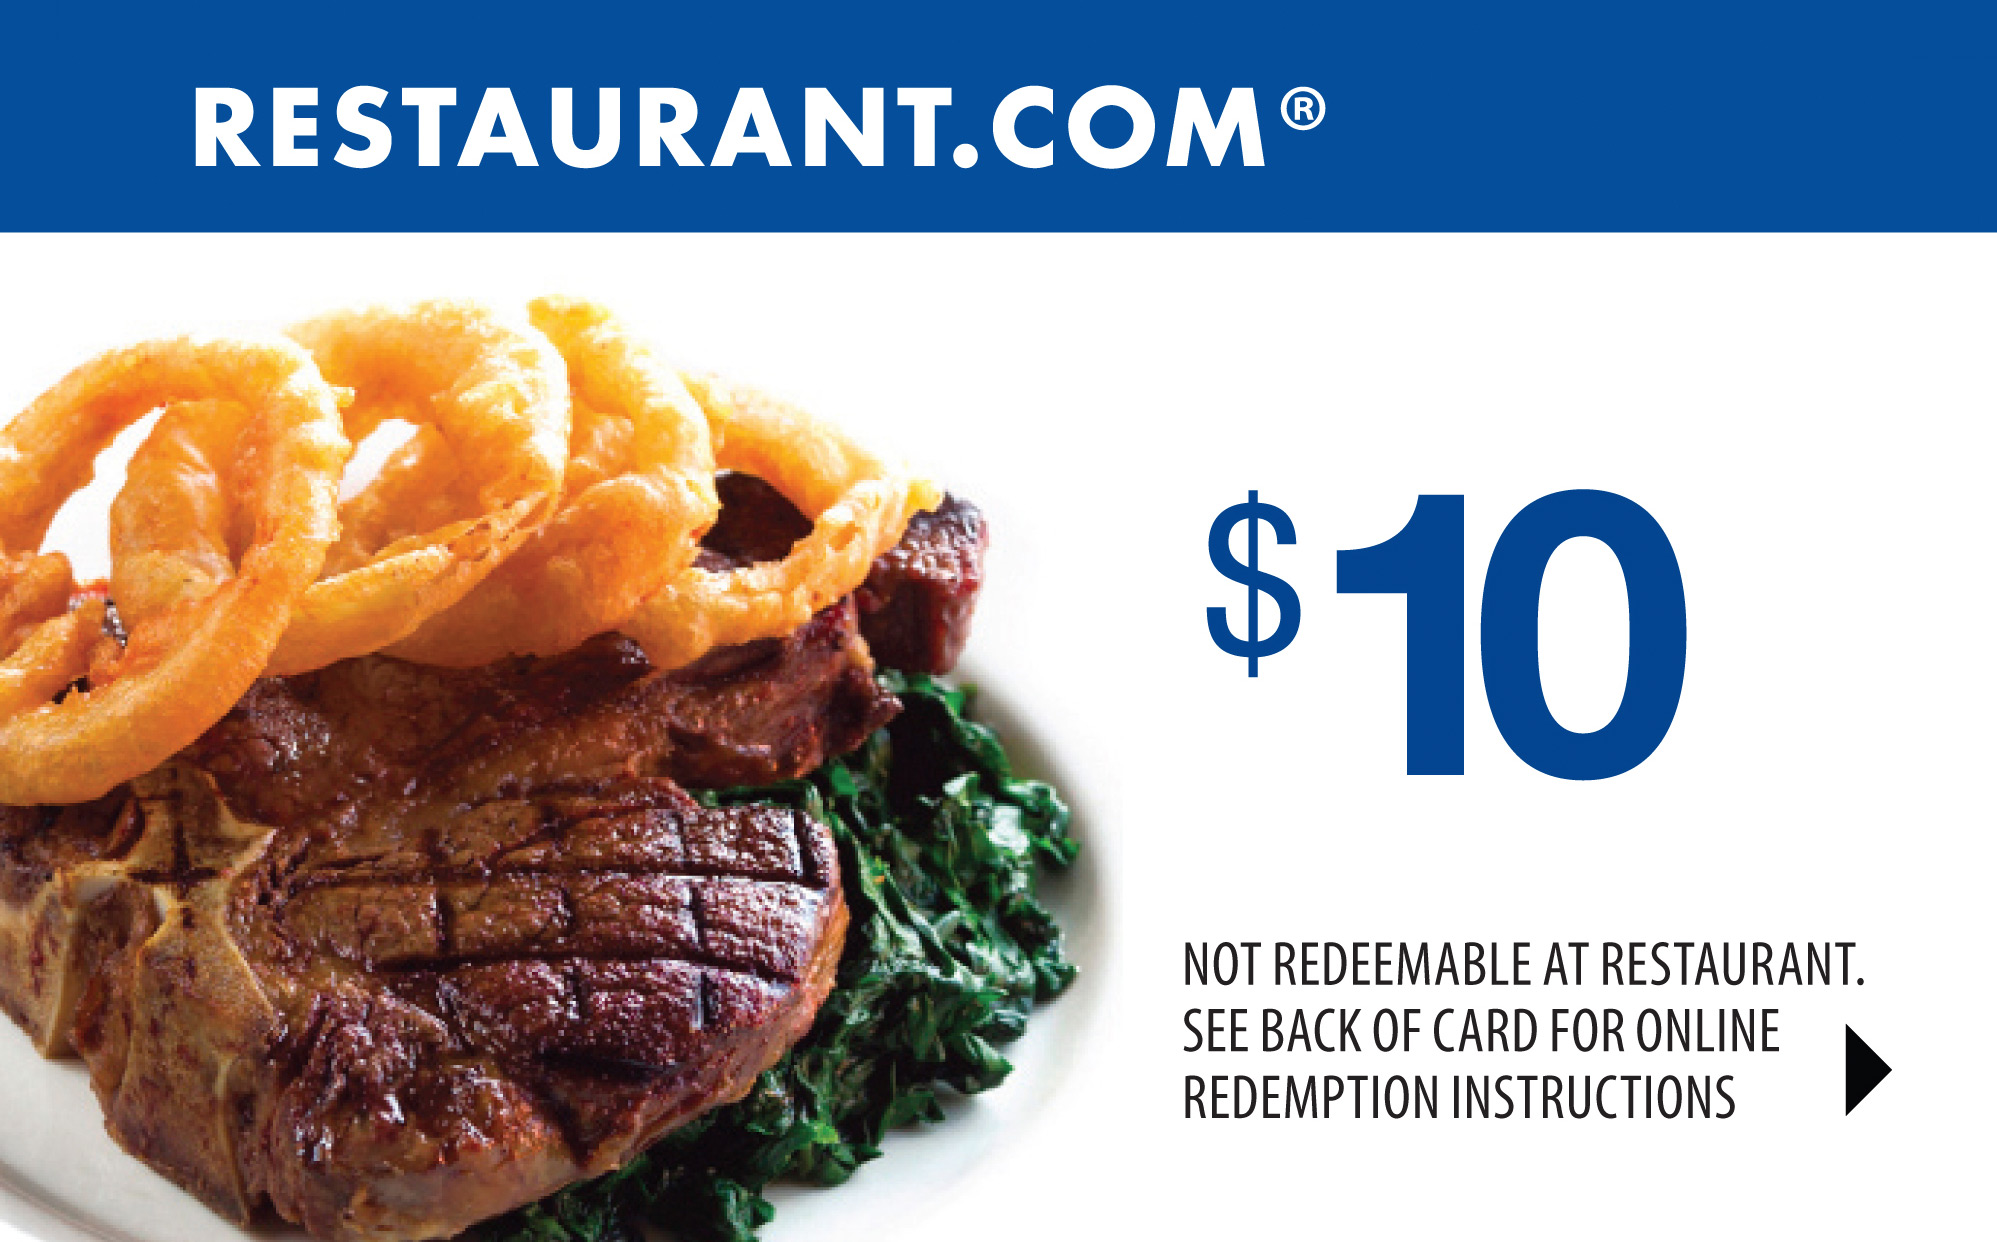 RESTAURANT.COM®
$10
NOT REDEEMABLE AT RESTAURANT.
SEE BACK OF CARD FOR ONLINE
REDEMPTION INSTRUCTIONS